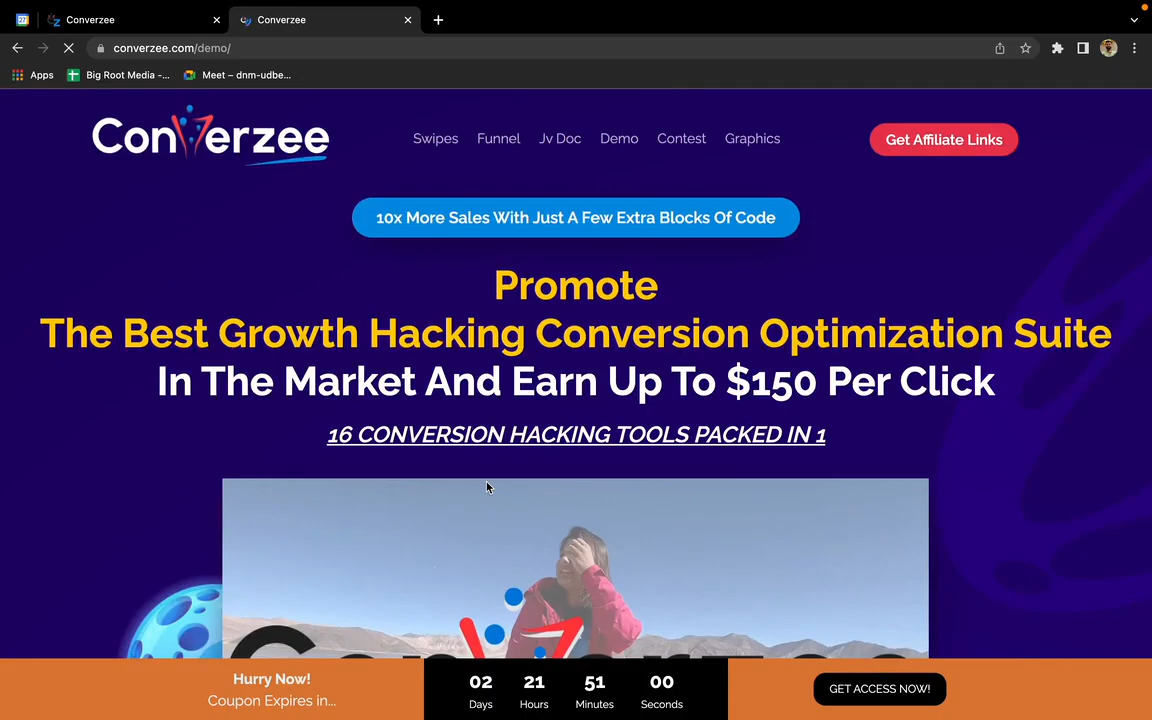 27
Converzee
Converzee
converzee.com/demo/
Apps
Big Root Media -...
Meet – dnm-udbe...
Converzee
Swipes
Funnel
Jv Doc
Demo
Contest
Graphics
Get Affiliate Links
10x More Sales With Just A Few Extra Blocks Of Code
Promote
The Best Growth Hacking Conversion Optimization Suite
In The Market And Earn Up To $150 Per Click
16 CONVERSION HACKING TOOLS PACKED IN 1
Hurry Now!
Coupon Expires in...
02 21 51 00
Days Hours Minutes Seconds
GET ACCESS NOW!